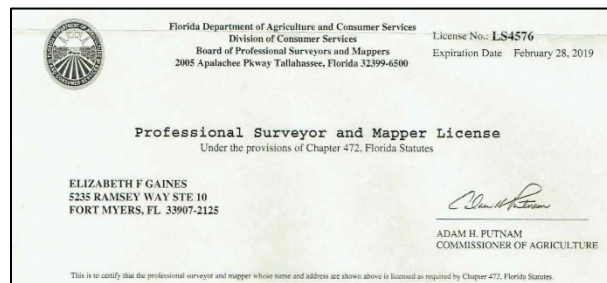 Florida Department of Agriculture and Consumer Services
Division of Consumer Services
Board of Professional Surveyors and Mappers
2005 Apalachee Pkway Tallahassee, Florida 32399-6500
License No.: LS4576
Expiration Date February 28, 2019
Professional Surveyor and Mapper License
Under the provisions of Chapter 472, Florida Statutes
ELIZABETH F GAINES
5235 RAMSEY WAY STE 10
FORT MYERS, FL 33907-2125
ADAM H. PUTNAM
COMMISSIONER OF AGRICULTURE
This is to certify that the professional surveyor and mapper whose name and address are shown above is licensed as required by Chapter 472, Florida Statutes.